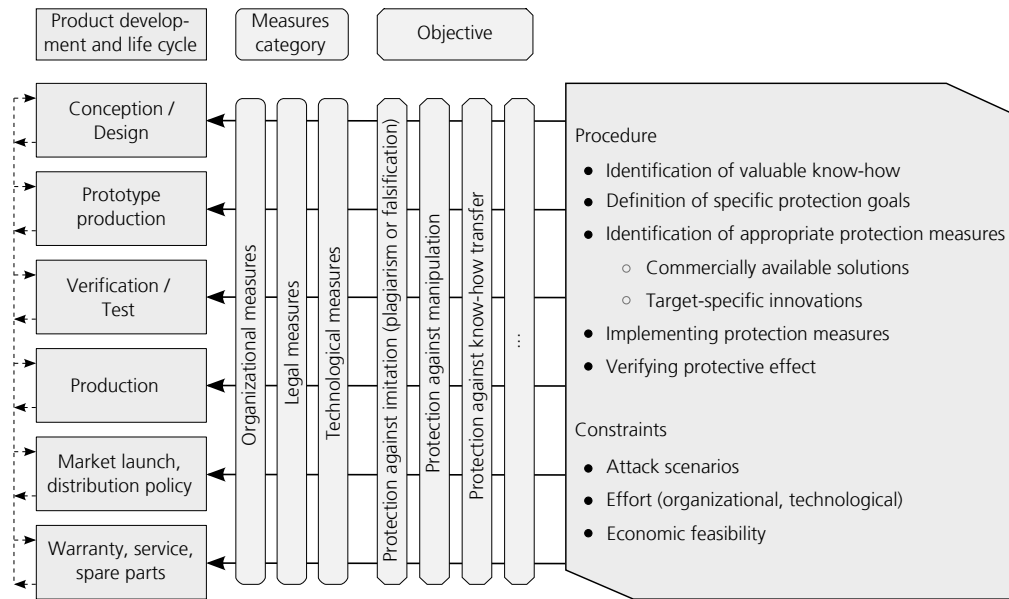 Product develop-
ment and life cycle
Measures
category
Objective
Conception /
Design
Prototype
production
Verification /
Test
Production
Market launch,
distribution policy
Warranty, service,
spare parts
Organizational measures
Legal measures
Technological measures
Protection against imitation (plagiarism or falsification)
Protection against manipulation
Protection against know-how transfer
...
Procedure
● Identification of valuable know-how
● Definition of specific protection goals
● Identification of appropriate protection measures
○ Commercially available solutions
○ Target-specific innovations
● Implementing protection measures
● Verifying protective effect
Constraints
● Attack scenarios
● Effort (organizational, technological)
● Economic feasibility